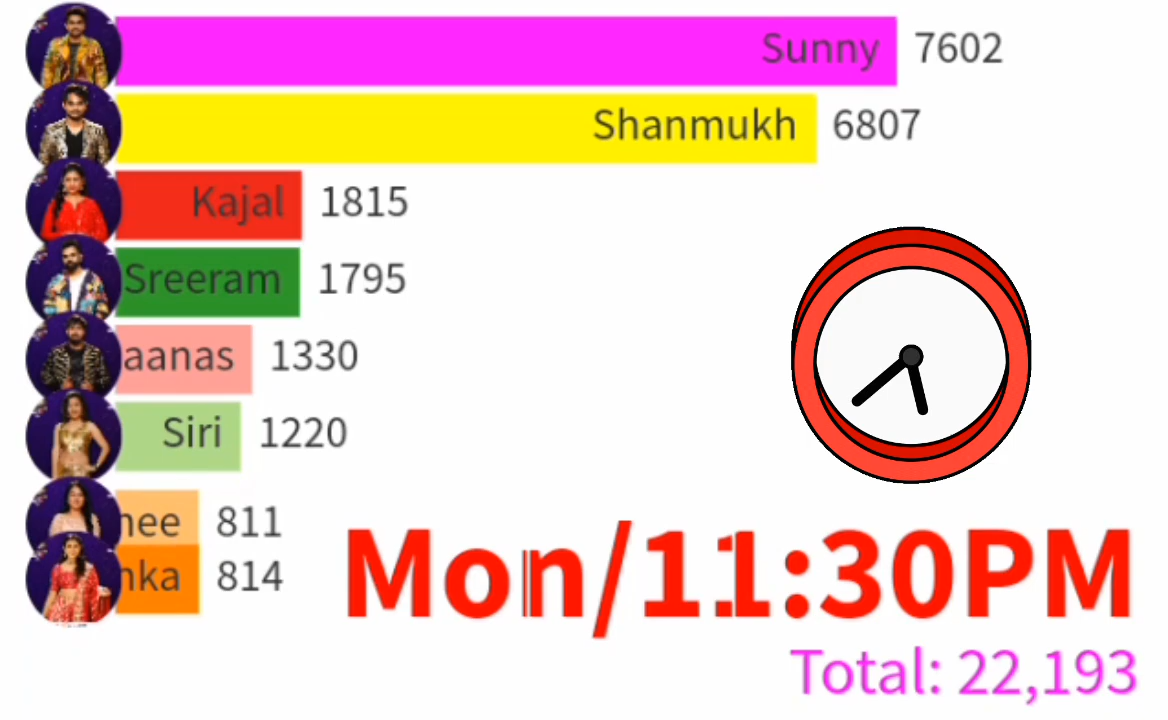 Sunny 7602
Shanmukh 6807
Kajal 1815
Sreeram 1795
aanas 1330
Siri 1220
nee 811
nka 814
Mon/11:30PM
Total: 22,193